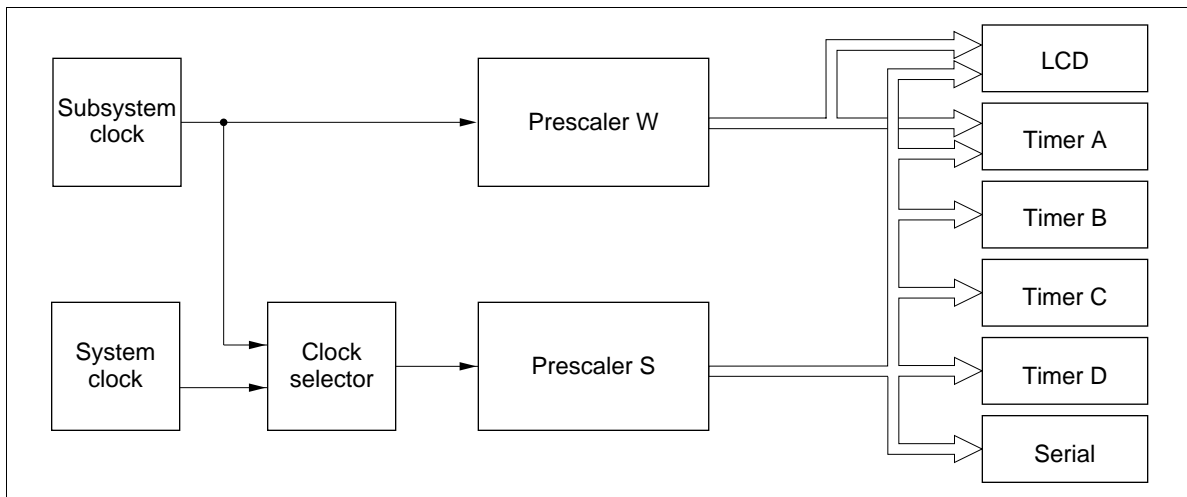 Subsystem
clock
Prescaler W
LCD
Timer A
Timer B
Timer C
Timer D
Serial
System
clock
Clock
selector
Prescaler S